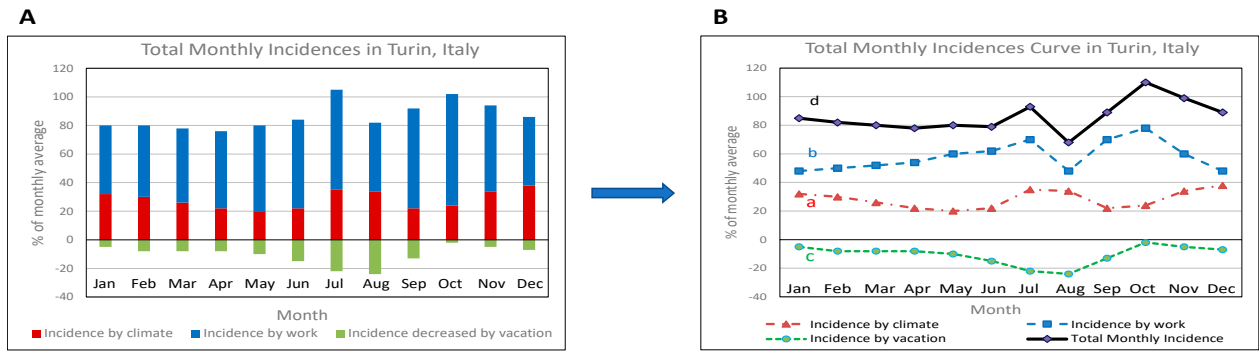 A
Total Monthly Incidences in Turin, Italy
120
100
80
60
40
20
0
-20
-40
% of monthly average
Jan Feb Mar Apr May Jun Jul Aug Sep Oct Nov Dec
Month
Incidence by climate Incidence by work Incidence decreased by vacation
B
Total Monthly Incidences Curve in Turin, Italy
120
100
80
60
40
20
0
-20
-40
% of monthly average
d
b
a
c
Jan Feb Mar Apr May Jun Jul Aug Sep Oct Nov Dec
Month
Incidence by climate Incidence by work
Incidence by vacation Total Monthly Incidence